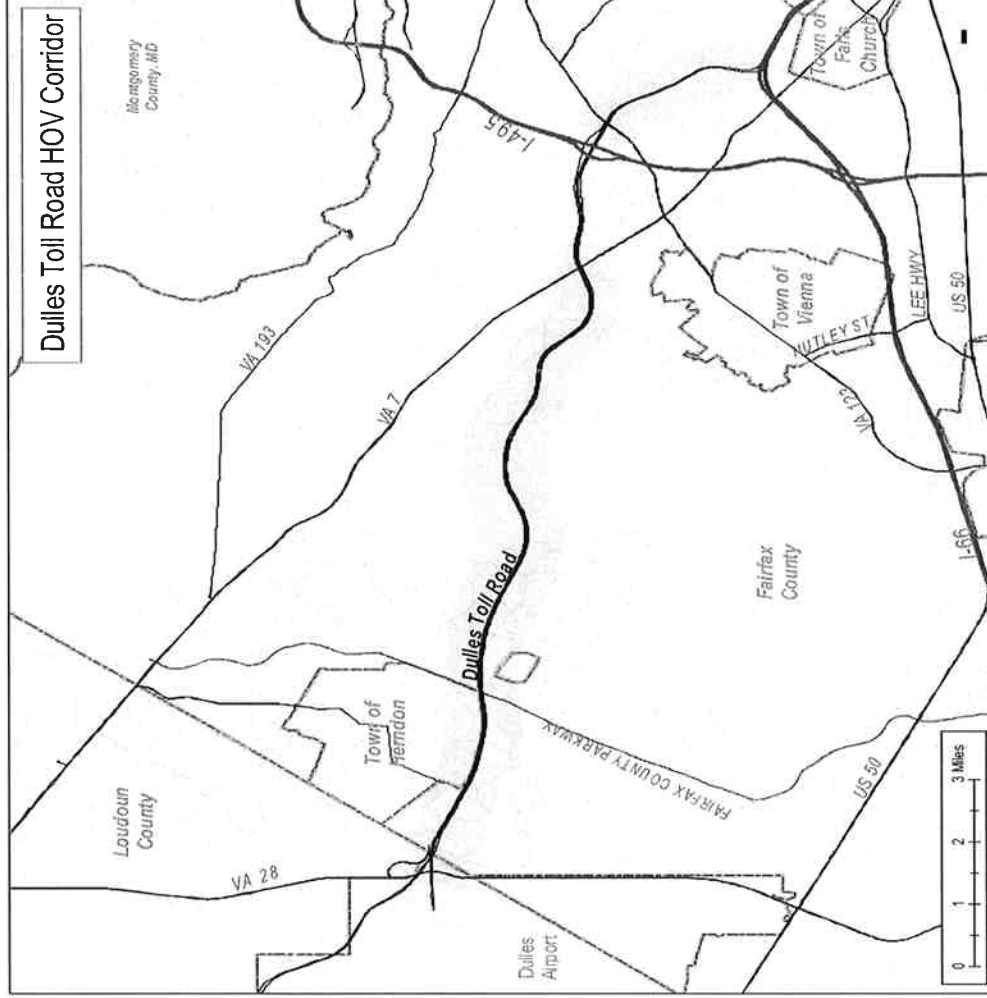 Dulles Toll Road HOV Corridor
Montgomery
County, MD
Town of
Falls
Church
I-495
VA 193
VA 7
Town of
Vienna
NUTLEY ST
LEE HWY
US 50
VA 123
I-66
Fairfax
County
Dulles Toll Road
Town of
Herndon
FAIRFAX COUNTY PARKWAY
Loudoun
County
VA 28
Dulles
Airport
US 50
0 1 2 3 Miles